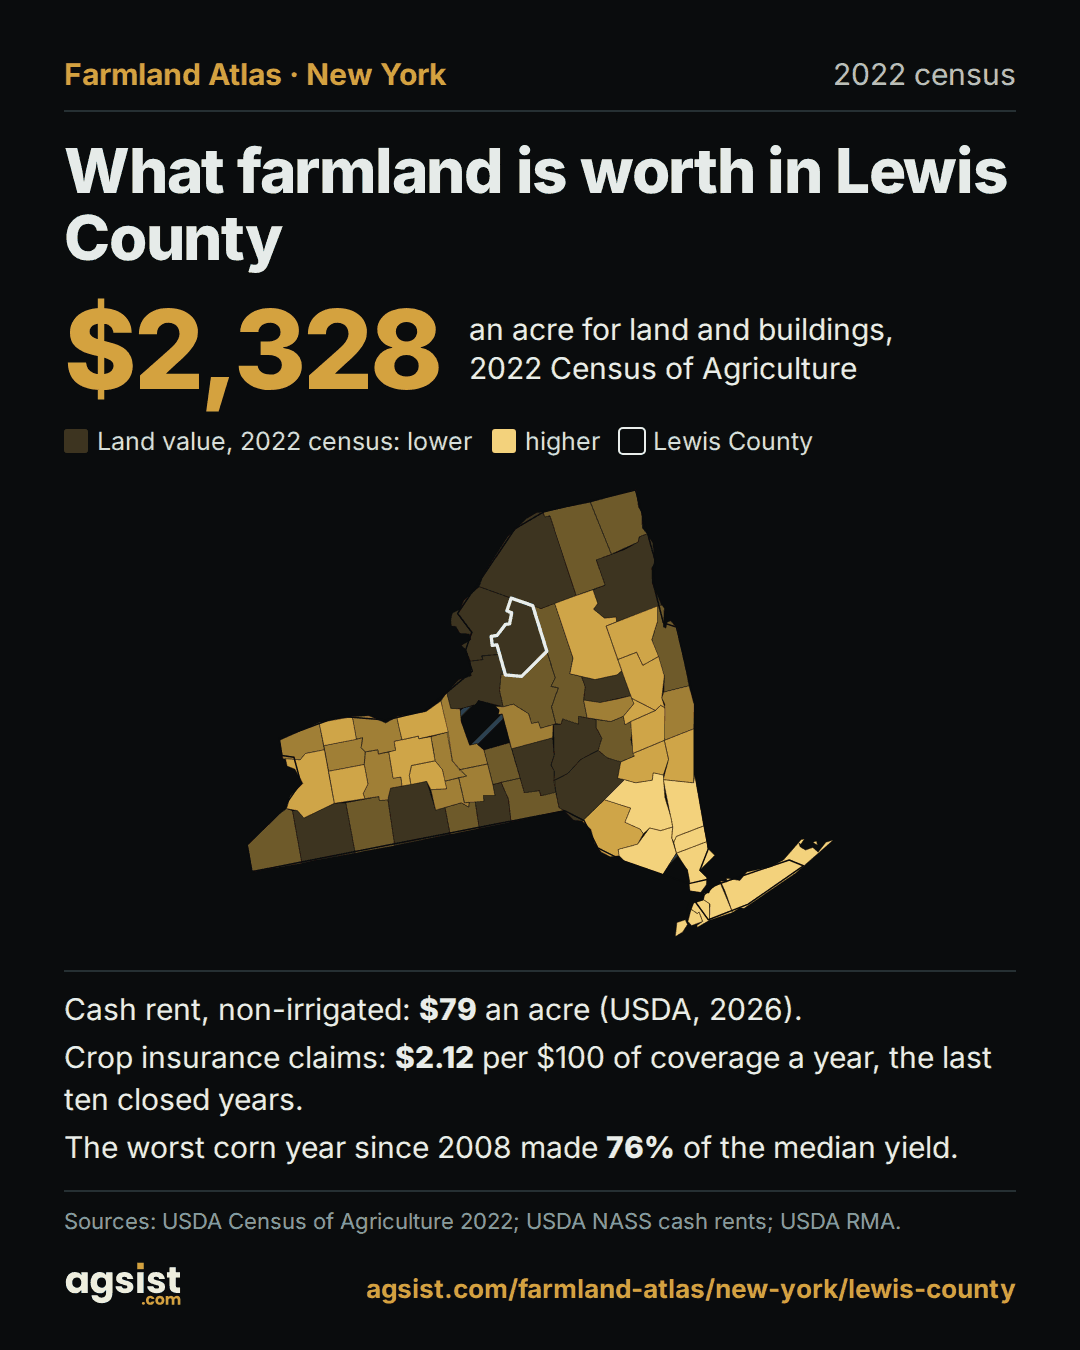 Farmland Atlas · New York
2022 census
What farmland is worth in Lewis
County
$2,328
an acre for land and buildings,
2022 Census of Agriculture
Land value, 2022 census: lower
higher
Lewis County
Cash rent, non-irrigated: $79 an acre (USDA, 2026).
Crop insurance claims: $2.12 per $100 of coverage a year, the last
ten closed years.
The worst corn year since 2008 made 76% of the median yield.
Sources: USDA Census of Agriculture 2022; USDA NASS cash rents; USDA RMA.
agsist
.com
agsist.com/farmland-atlas/new-york/lewis-county